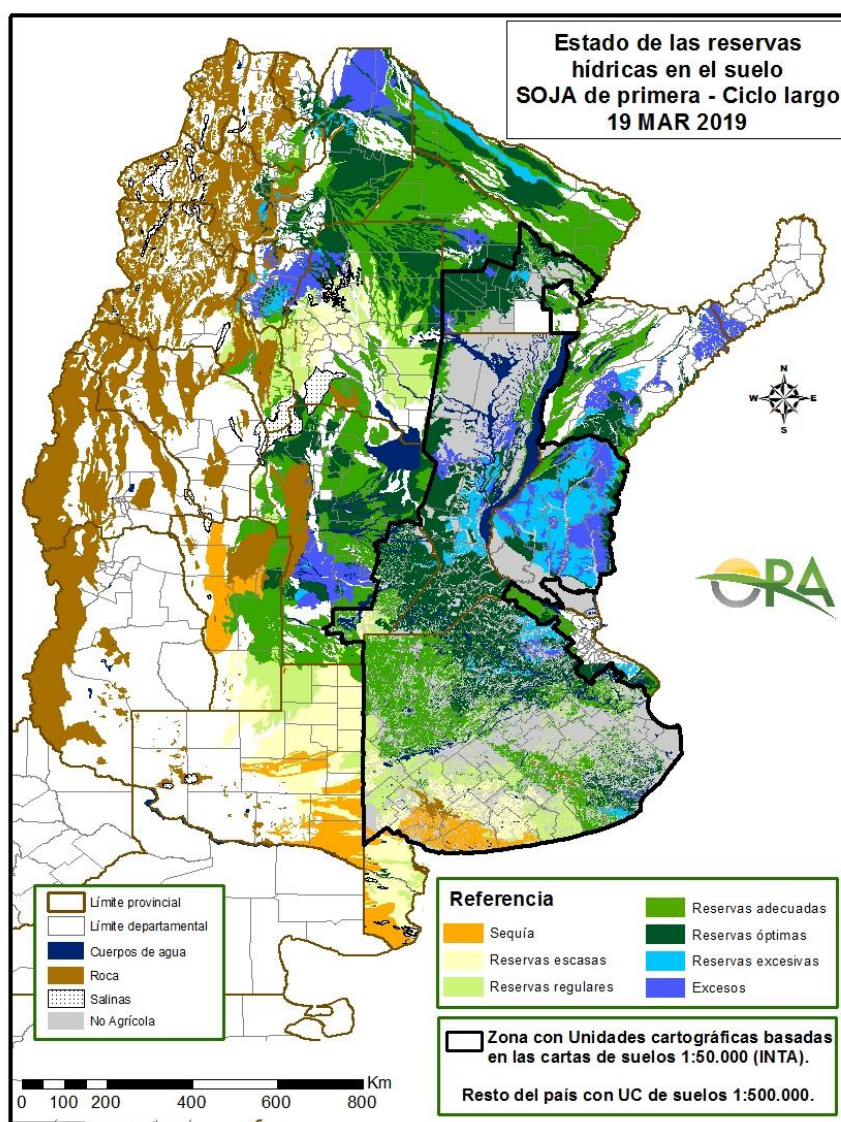 Estado de las reservas
hídricas en el suelo
SOJA de primera - Ciclo largo
19 MAR 2019
N
W
E
S
ORA
Límite provincial
Límite departamental
Cuerpos de agua
Roca
Salinas
No Agrícola
Referencia
Sequía
Reservas escasas
Reservas regulares
Reservas adecuadas
Reservas óptimas
Reservas excesivas
Excesos
Zona con Unidades cartográficas basadas
en las cartas de suelos 1:50.000 (INTA).
Resto del país con UC de suelos 1:500.000.
Km
0 100 200 400 600 800